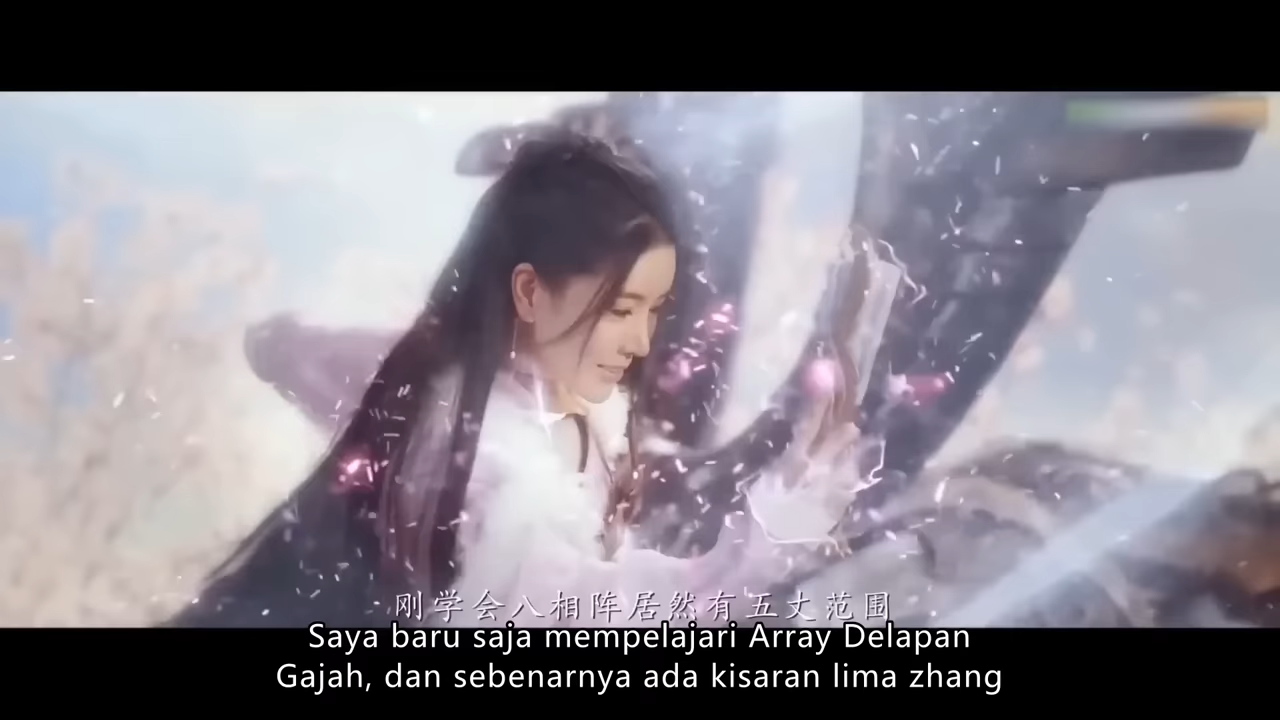 刚学会八相阵居然有五丈范围
Saya baru saja mempelajari Array Delapan
Gajah, dan sebenarnya ada kisaran lima zhang